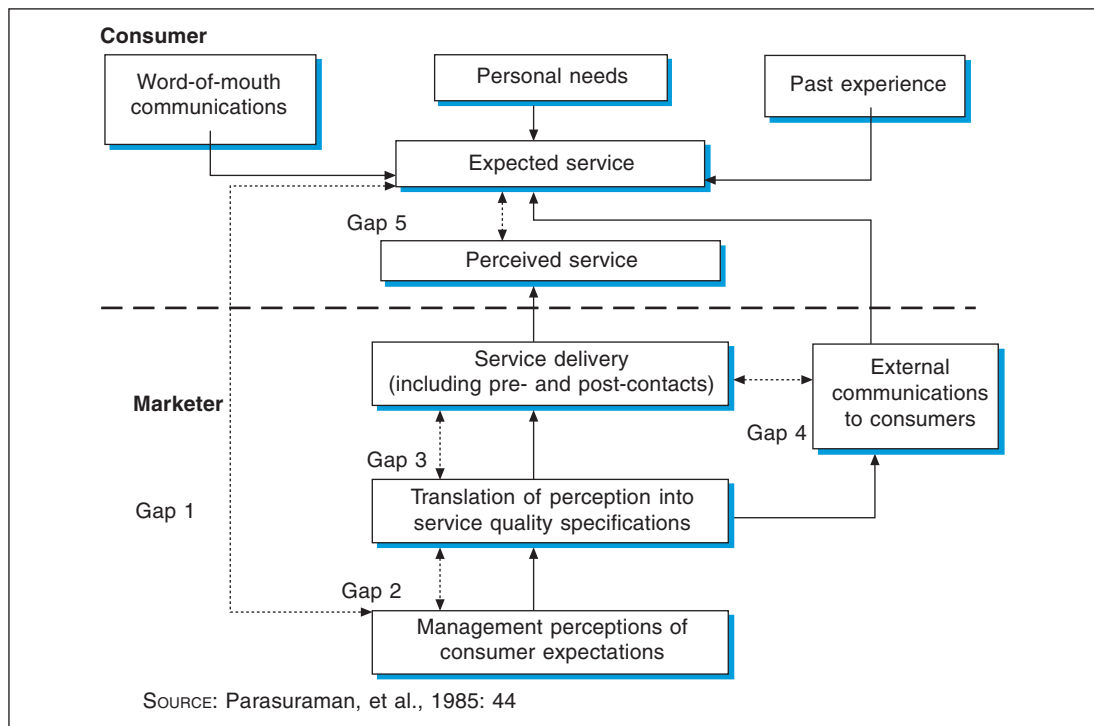 Consumer
Word-of-mouth
communications
Personal needs
Past experience
Expected service
Gap 5
Perceived service
Service delivery
(including pre- and post-contacts)
External
communications
to consumers
Marketer
Gap 4
Gap 3
Translation of perception into
service quality specifications
Gap 1
Gap 2
Management perceptions of
consumer expectations
SOURCE: Parasuraman, et al., 1985: 44